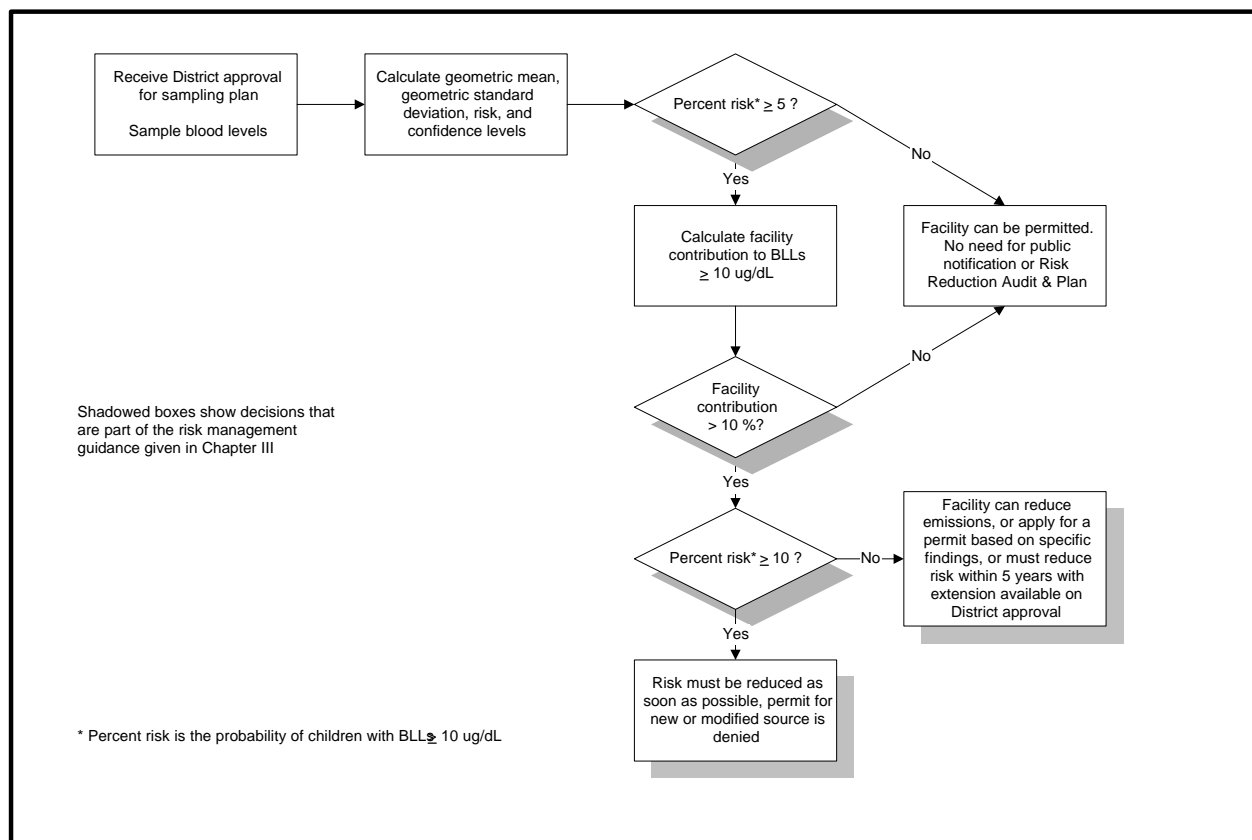 Receive District approval
for sampling plan
Sample blood levels
Calculate geometric mean,
geometric standard
deviation, risk, and
confidence levels
Percent risk* ≥ 5 ?
No
Yes
Calculate facility
contribution to BLLs
≥ 10 ug/dL
Facility can be permitted.
No need for public
notification or Risk
Reduction Audit & Plan
No
Facility
contribution
> 10 %?
Shadowed boxes show decisions that
are part of the risk management
guidance given in Chapter III
Yes
Percent risk* ≥ 10 ?
No
Facility can reduce
emissions, or apply for a
permit based on specific
findings, or must reduce
risk within 5 years with
extension available on
District approval
Yes
Risk must be reduced as
soon as possible, permit for
new or modified source is
denied
* Percent risk is the probability of children with BLLs ≥ 10 ug/dL